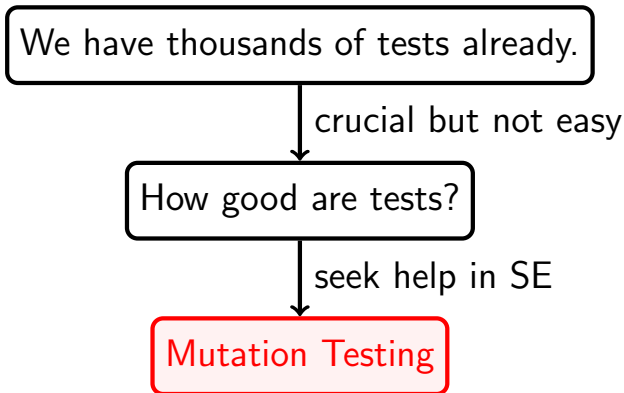 We have thousands of tests already.
crucial but not easy
How good are tests?
seek help in SE
Mutation Testing